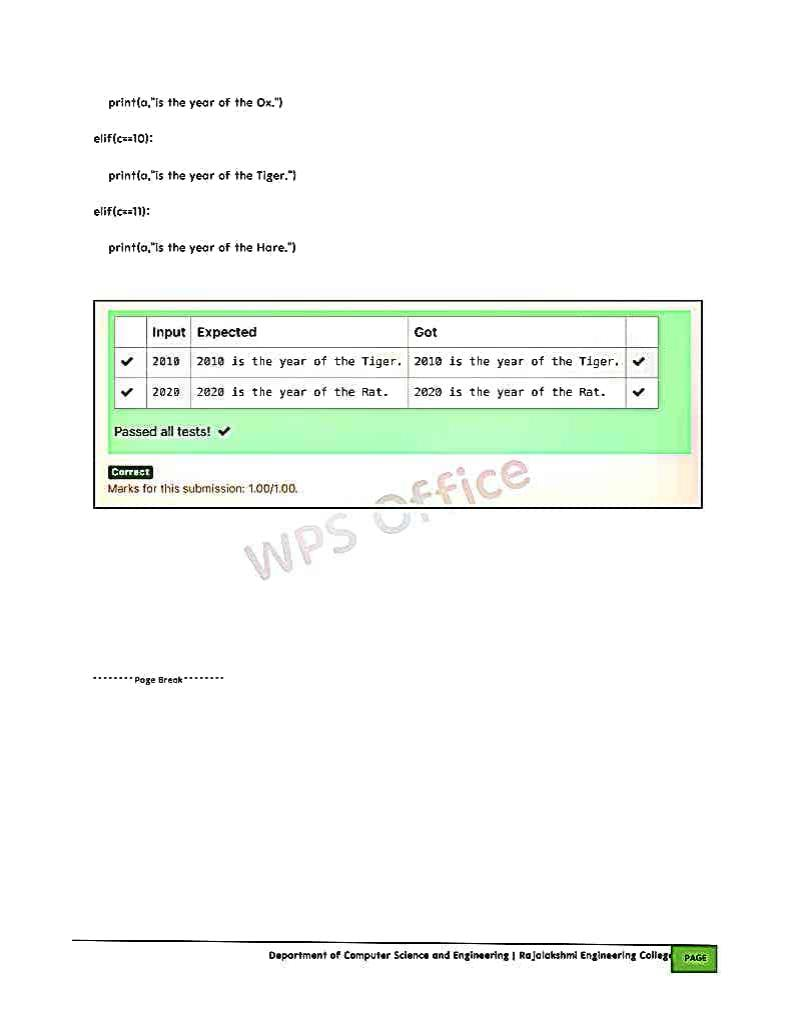 print(a,"is the year of the Ox.")
elif(c==10):
print(a,"is the year of the Tiger.")
elif(c==11):
print(a,"is the year of the Hare.")
Input Expected Got
✔ 2010 2010 is the year of the Tiger. 2010 is the year of the Tiger. ✔
✔ 2020 2020 is the year of the Rat. 2020 is the year of the Rat. ✔
Passed all tests! ✔
Correct
Marks for this submission: 1.00/1.00.
WPS Office
--------Page Break--------
Department of Computer Science and Engineering | Rajalakshmi Engineering College PAGE